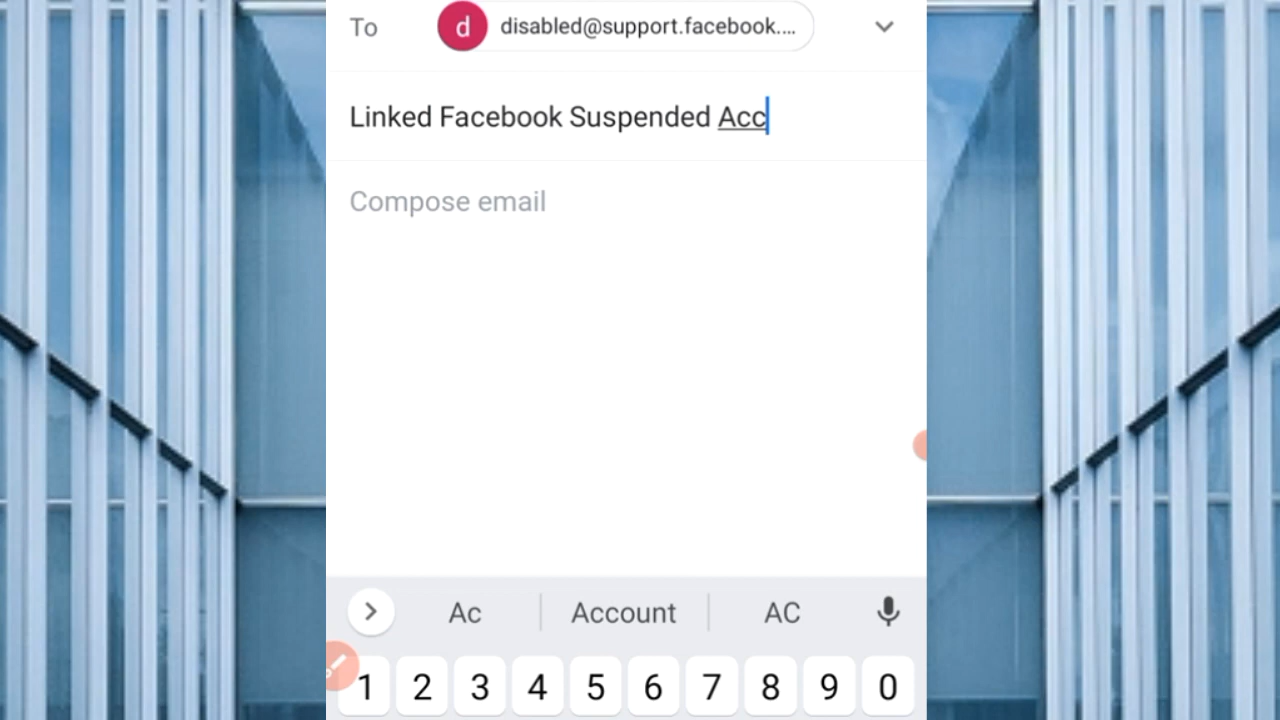 To d disabled@support.facebook....
Linked Facebook Suspended Acc
Compose email
Ac Account AC
1 2 3 4 5 6 7 8 9 0